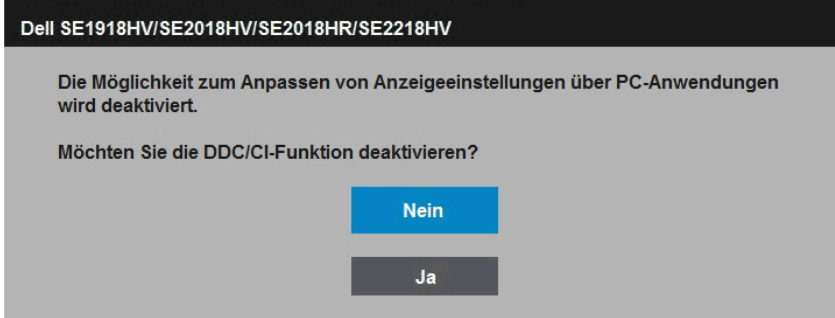 Dell SE1918HV/SE2018HV/SE2018HR/SE2218HV
Die Möglichkeit zum Anpassen von Anzeigeeinstellungen über PC-Anwendungen
wird deaktiviert.
Möchten Sie die DDC/CI-Funktion deaktivieren?
Nein
Ja